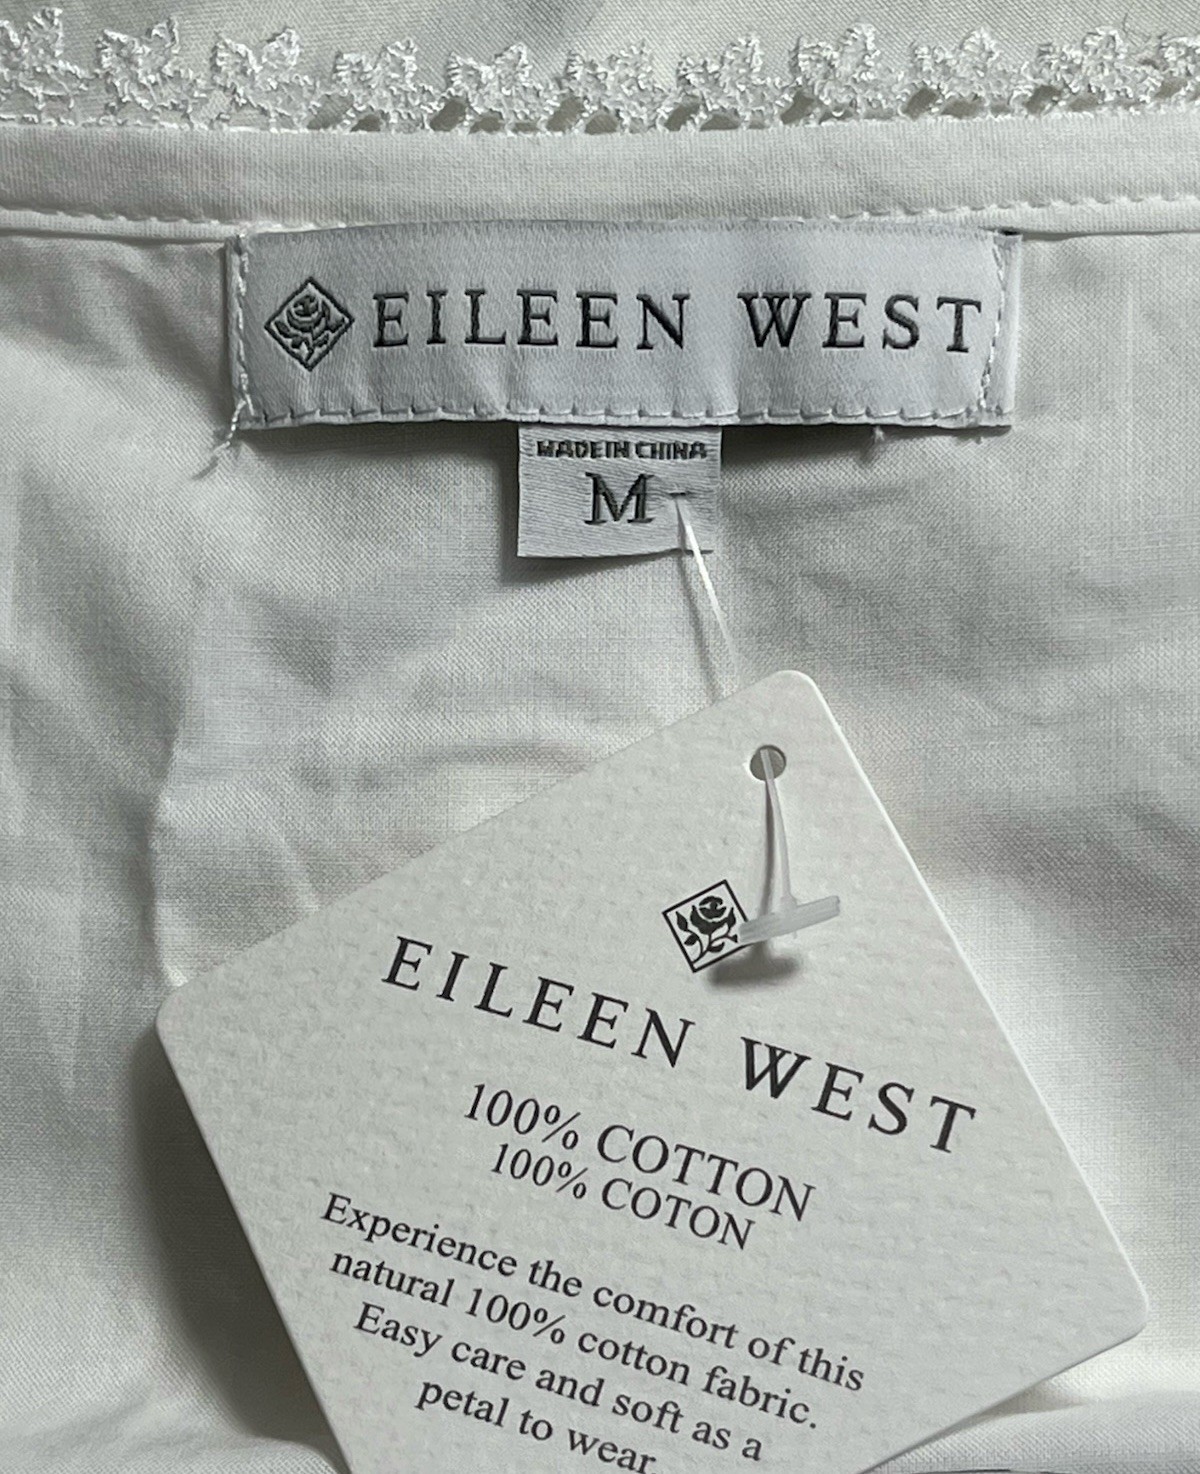 EILEEN WEST
MADE IN CHINA
M
EILEEN WEST
100% COTTON
100% COTON
Experience the comfort of this
natural 100% cotton fabric.
Easy care and soft as a
petal to wear.